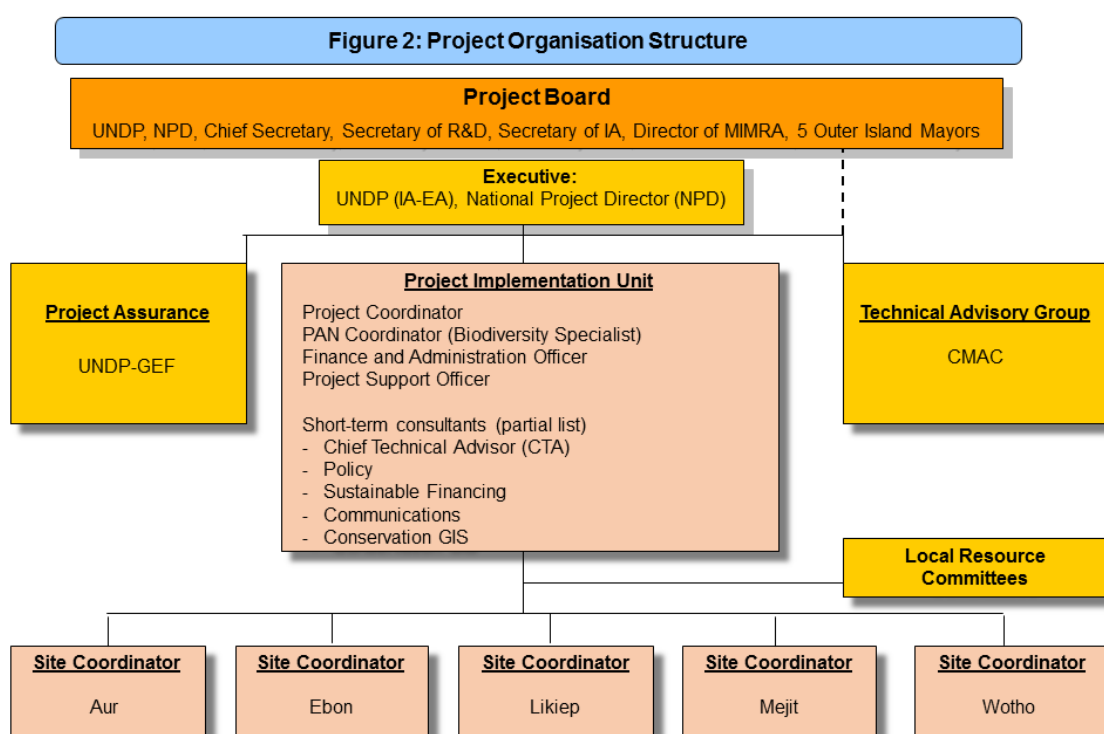 Figure 2: Project Organisation Structure
Project Board
UNDP, NPD, Chief Secretary, Secretary of R&D, Secretary of IA, Director of MIMRA, 5 Outer Island Mayors
Executive:
UNDP (IA-EA), National Project Director (NPD)
Project Assurance
UNDP-GEF
Project Implementation Unit
Project Coordinator
PAN Coordinator (Biodiversity Specialist)
Finance and Administration Officer
Project Support Officer
Short-term consultants (partial list)
- Chief Technical Advisor (CTA)
- Policy
- Sustainable Financing
- Communications
- Conservation GIS
Technical Advisory Group
CMAC
Local Resource
Committees
Site Coordinator
Aur
Site Coordinator
Ebon
Site Coordinator
Likiep
Site Coordinator
Mejit
Site Coordinator
Wotho